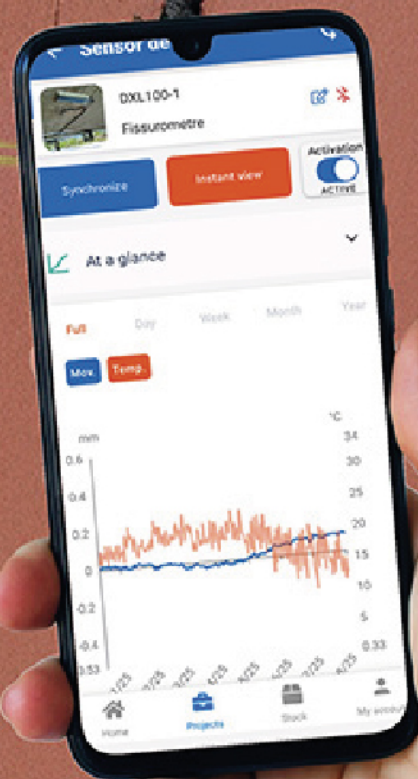 Sensor de
DXL100-1
Fissurometre
Synchronize
Instant view
Activation
ACTIVE
At a glance
Full Day Week Month Year
Mov. Temp.
mm °C
0.6 34
0.4 30
0.2 25
0 20
-0.2 15
-0.4 10
5
0.33
Home Projects Stock My account